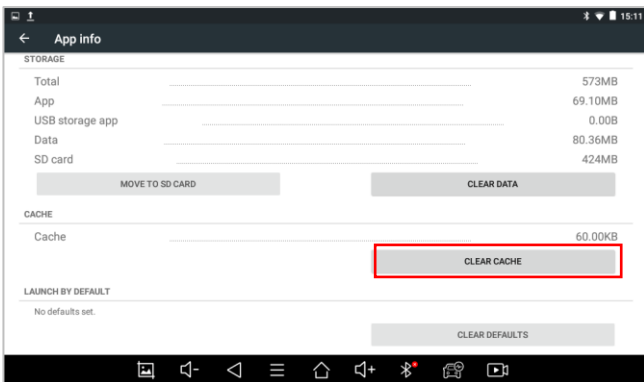 15:11
App info
STORAGE
Total 573MB
App 69.10MB
USB storage app 0.00B
Data 80.36MB
SD card 424MB
MOVE TO SD CARD CLEAR DATA
CACHE
Cache 60.00KB
CLEAR CACHE
LAUNCH BY DEFAULT
No defaults set.
CLEAR DEFAULTS